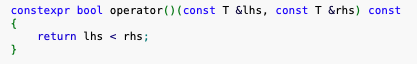 constexpr bool operator()(const T &lhs, const T &rhs) const
{
    return lhs < rhs;
}